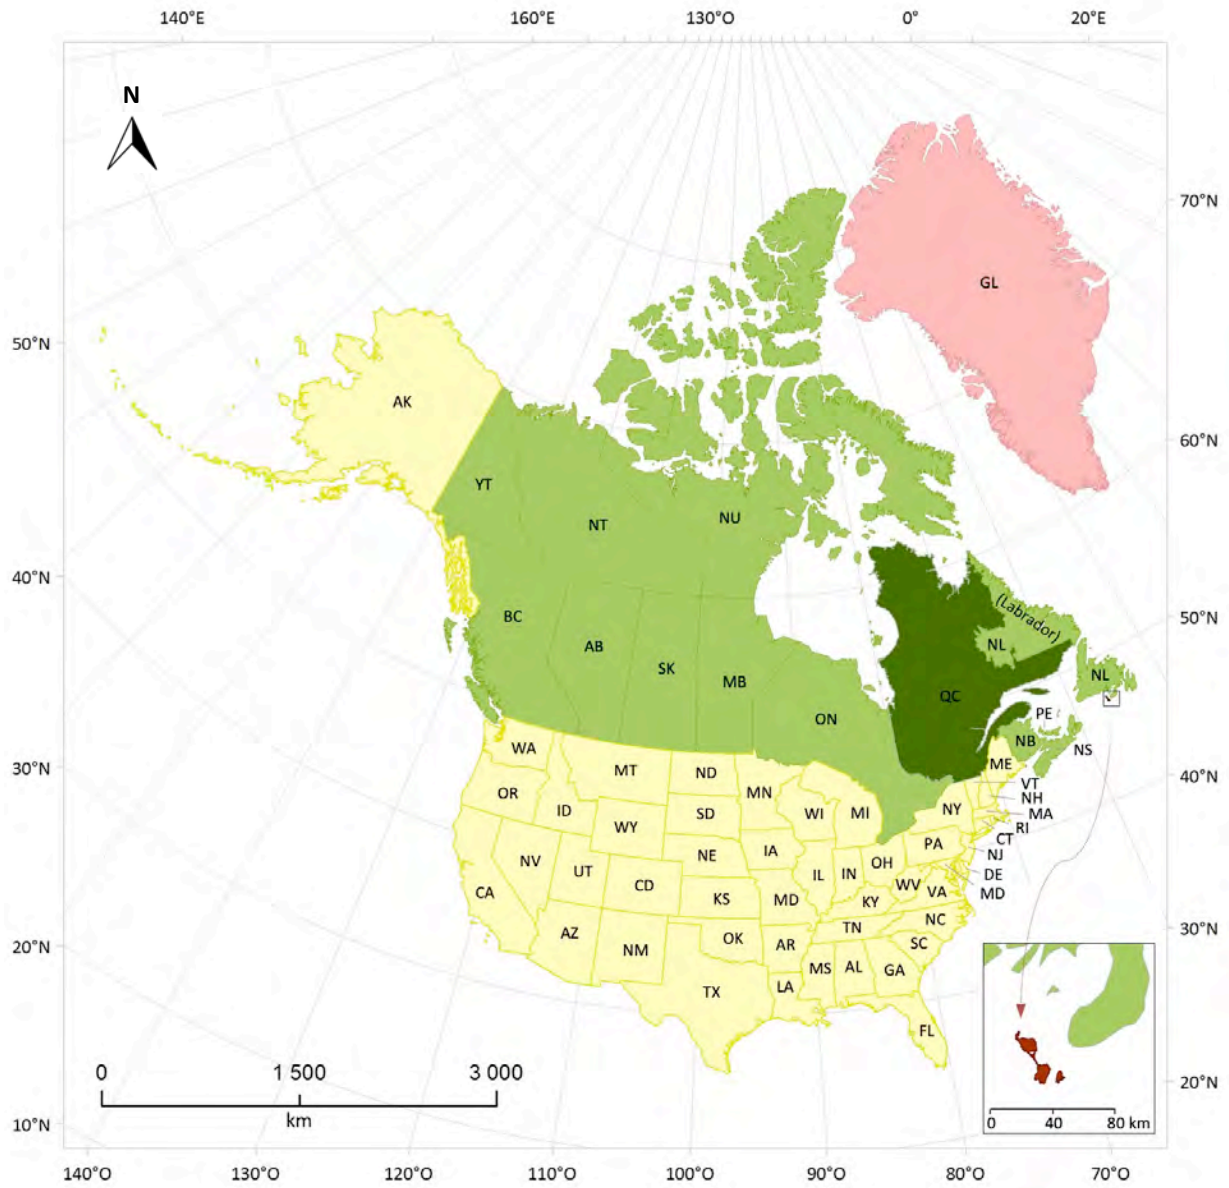 140°E 160°E 130°O 0° 20°E
N
70°N
GL
50°N
AK
60°N
YT
NT
NU
40°N
BC
(Labrador)
50°N
AB
NL
SK
NL
MB
QC
ON
PE
NB
WA
NS
30°N
MT
ND
ME
40°N
OR
ID
SD
MN
VT
NH
WY
WI
MI
NY
MA
RI
NV
UT
NE
IA
PA
CT
NJ
CA
CD
KS
MD
IL
IN
OH
WV
VA
DE
MD
KY
AZ
NM
OK
AR
TN
NC
SC
30°N
20°N
TX
LA
MS
AL
GA
FL
0 1 500 3 000
km
20°N
10°N
0 40 80 km
140°O 130°O 120°O 110°O 100°O 90°O 80°O 70°O